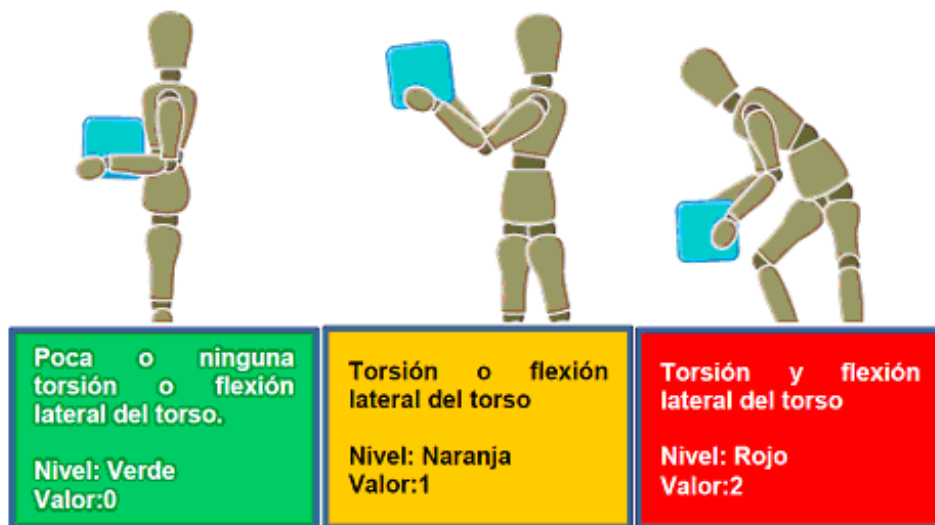 Poca o ninguna
torsión o flexión
lateral del torso.
Nivel: Verde
Valor:0
Torsión o flexión
lateral del torso
Nivel: Naranja
Valor:1
Torsión y flexión
lateral del torso
Nivel: Rojo
Valor:2